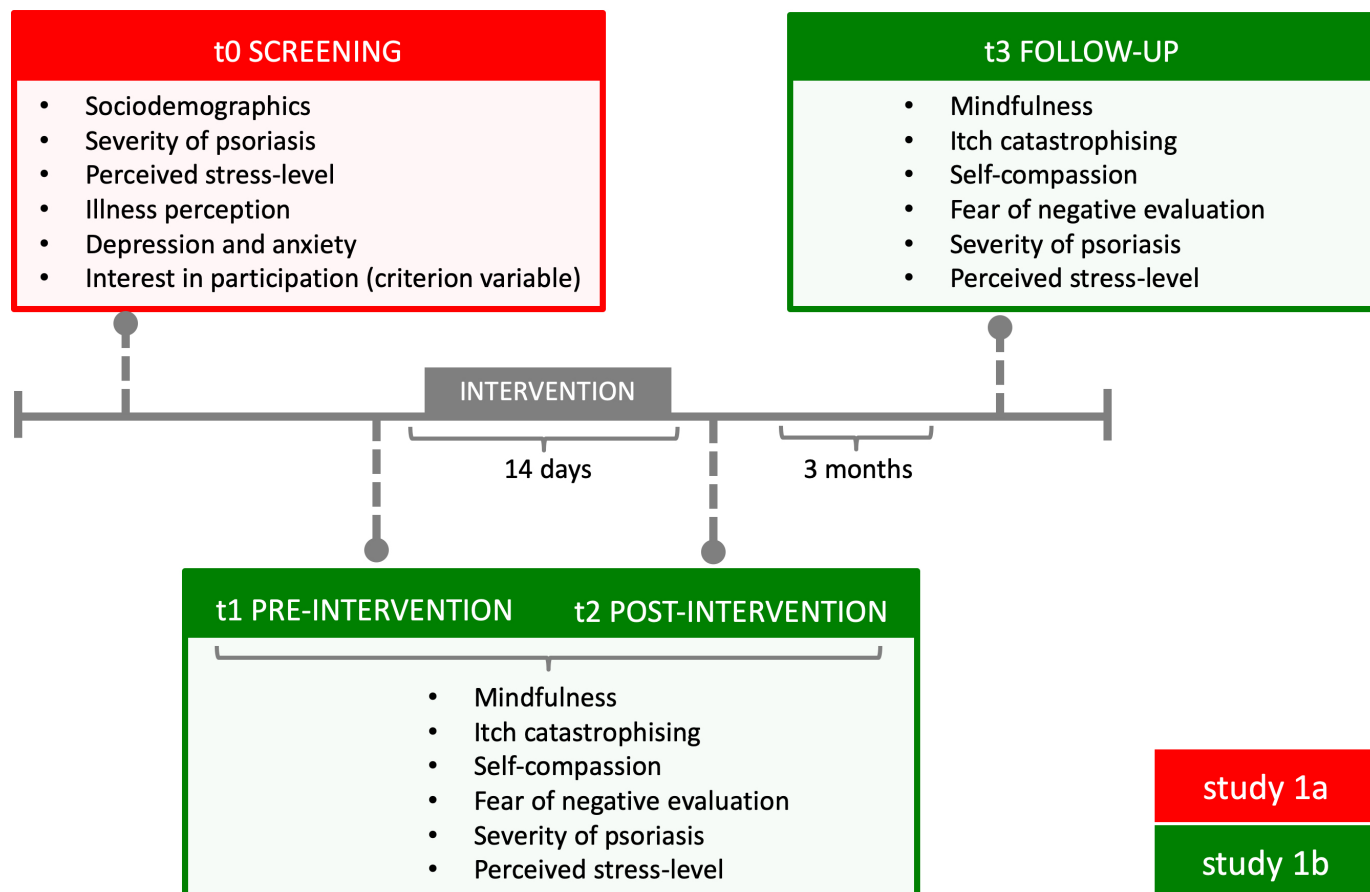 t0 SCREENING
• Sociodemographics
• Severity of psoriasis
• Perceived stress-level
• Illness perception
• Depression and anxiety
• Interest in participation (criterion variable)
t3 FOLLOW-UP
• Mindfulness
• Itch catastrophising
• Self-compassion
• Fear of negative evaluation
• Severity of psoriasis
• Perceived stress-level
INTERVENTION
14 days
3 months
t1 PRE-INTERVENTION
t2 POST-INTERVENTION
• Mindfulness
• Itch catastrophising
• Self-compassion
• Fear of negative evaluation
• Severity of psoriasis
• Perceived stress-level
study 1a
study 1b